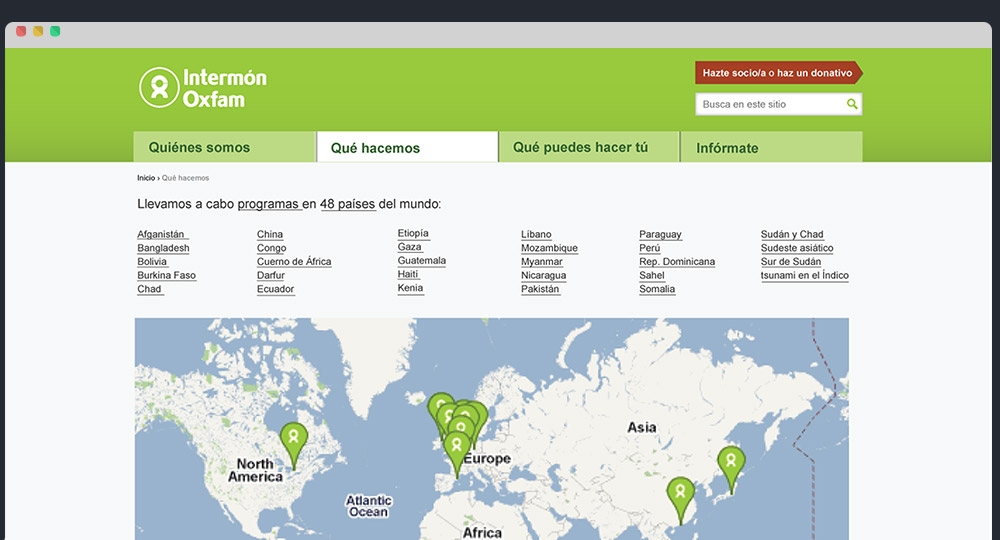 Intermón
Oxfam
Hazte socio/a o haz un donativo
Busca en este sitio
Quiénes somos
Qué hacemos
Qué puedes hacer tú
Infórmate
Inicio › Qué hacemos
Llevamos a cabo programas en 48 países del mundo:
Afganistán
Bangladesh
Bolivia
Burkina Faso
Chad
China
Congo
Cuerno de África
Darfur
Ecuador
Etiopía
Gaza
Guatemala
Haiti
Kenia
Líbano
Mozambique
Myanmar
Nicaragua
Pakistán
Paraguay
Perú
Rep. Dominicana
Sahel
Somalia
Sudán y Chad
Sudeste asiático
Sur de Sudán
tsunami en el Índico
Asia
North
America
Europe
Atlantic
Ocean
Africa